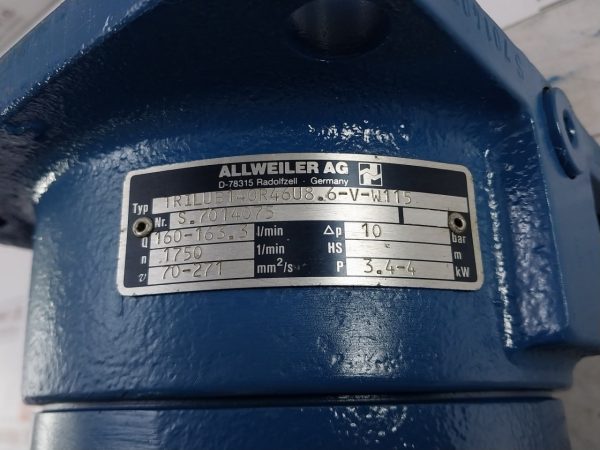 ALLWEILER AG
D-78315 Radolfzell · Germany
Typ TRILUB140R46U8.6-V-W115
Nr. S.7014075
Q 160-163.3 l/min Δp 10 bar
n 1750 1/min HS m
ν 70-271 mm²/s P 3.4-4 kW